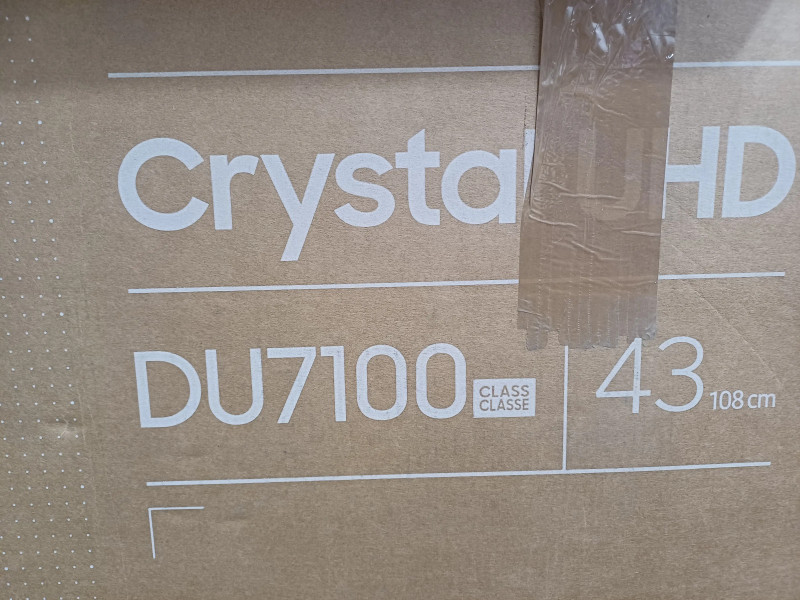 Crystal UHD
DU7100 CLASS
CLASSE
43 108 cm